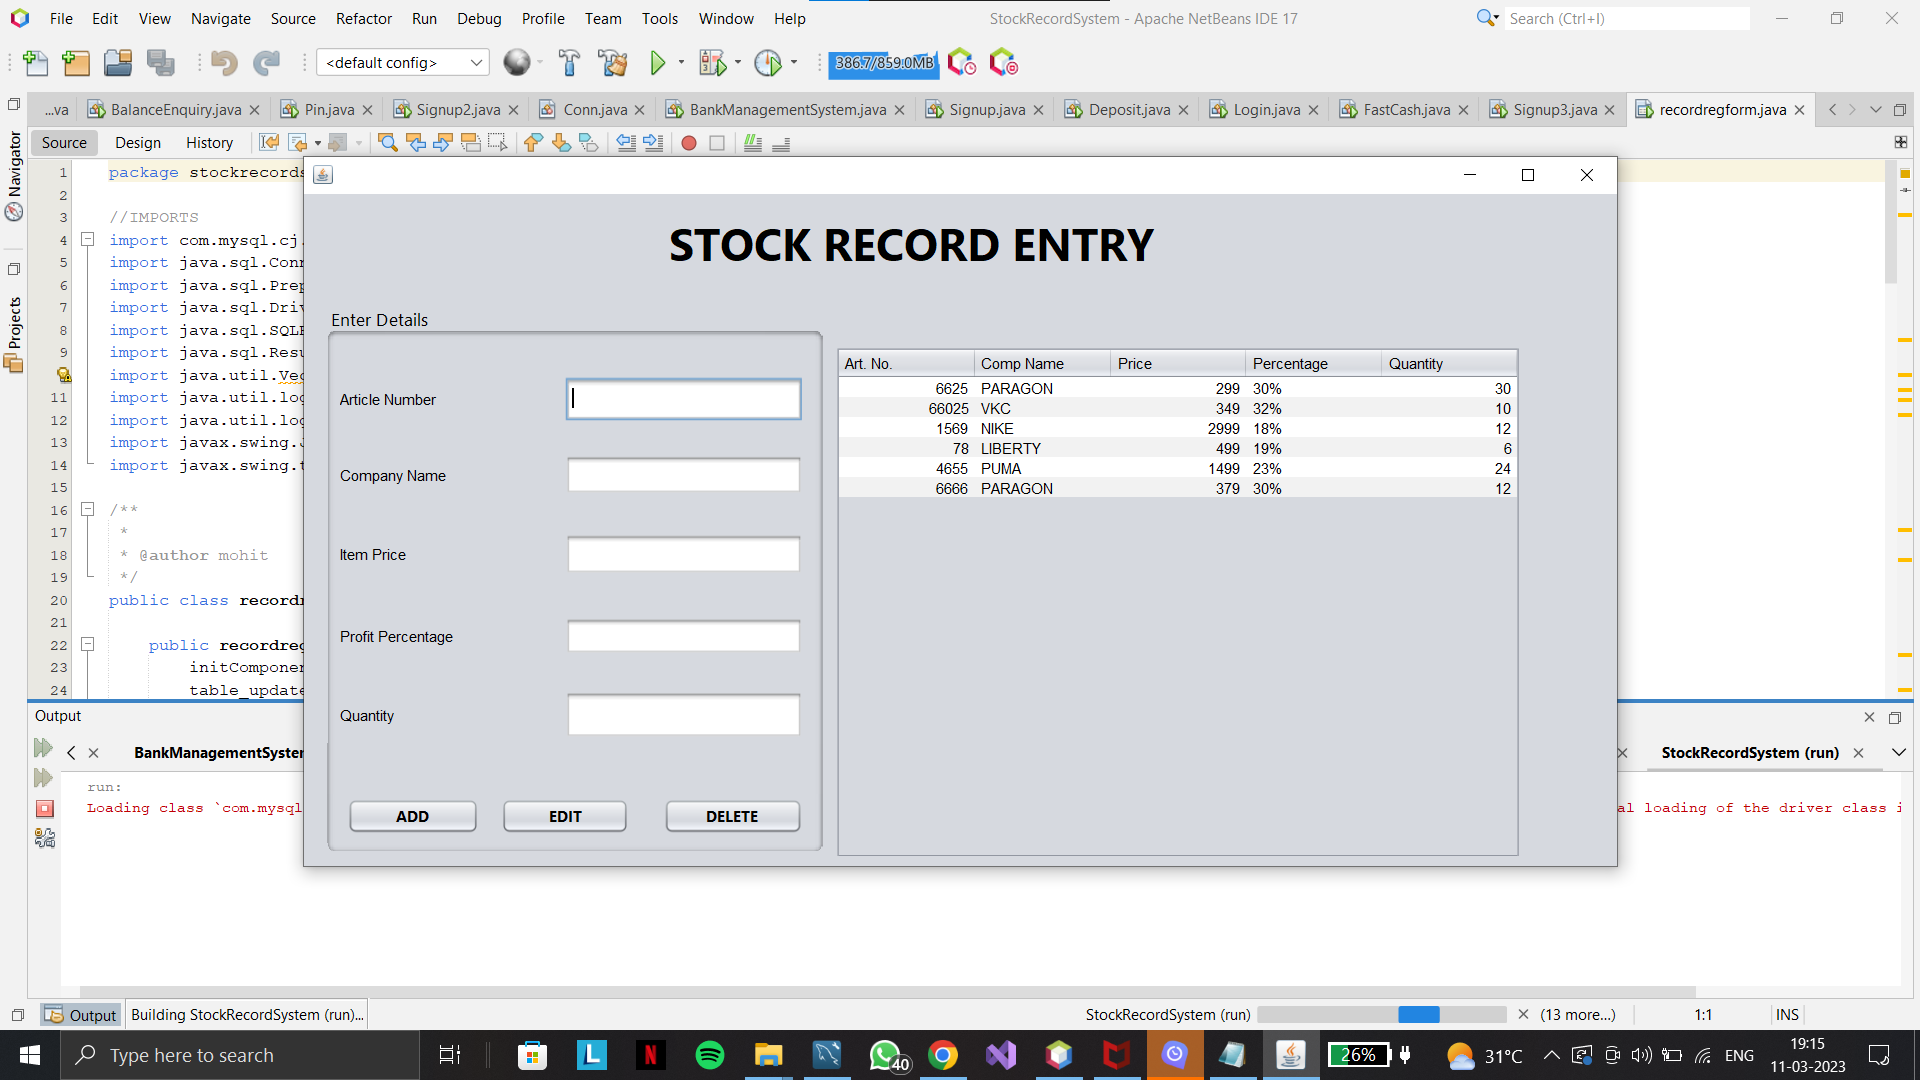 File Edit View Navigate Source Refactor Run Debug Profile Team Tools Window Help
StockRecordSystem - Apache NetBeans IDE 17
Search (Ctrl+I)
<default config>
386.7/859.0MB
...va BalanceEnquiry.java Pin.java Signup2.java Conn.java BankManagementSystem.java Signup.java Deposit.java Login.java FastCash.java Signup3.java recordregform.java
Source Design History
Navigator
Projects
1 package stockrecords
2
3 //IMPORTS
4 import com.mysql.cj.
5 import java.sql.Conn
6 import java.sql.Prep
7 import java.sql.Driv
8 import java.sql.SQLE
9 import java.sql.Resu
import java.util.Vec
11 import java.util.log
12 import java.util.log
13 import javax.swing.J
14 import javax.swing.t
15
16 /**
17 *
18 * @author mohit
19 */
20 public class recordr
21
22 public recordreg
23 initComponen
24 table_update
STOCK RECORD ENTRY
Enter Details
Article Number
Company Name
Item Price
Profit Percentage
Quantity
ADD EDIT DELETE
Art. No. Comp Name Price Percentage Quantity
6625 PARAGON 299 30% 30
66025 VKC 349 32% 10
1569 NIKE 2999 18% 12
78 LIBERTY 499 19% 6
4655 PUMA 1499 23% 24
6666 PARAGON 379 30% 12
Output
BankManagementSystem
StockRecordSystem (run)
run:
Loading class `com.mysql
al loading of the driver class i
Output Building StockRecordSystem (run)...
StockRecordSystem (run) (13 more...) 1:1 INS
Type here to search
L
N
40
26%
31°C
ENG
19:15
11-03-2023